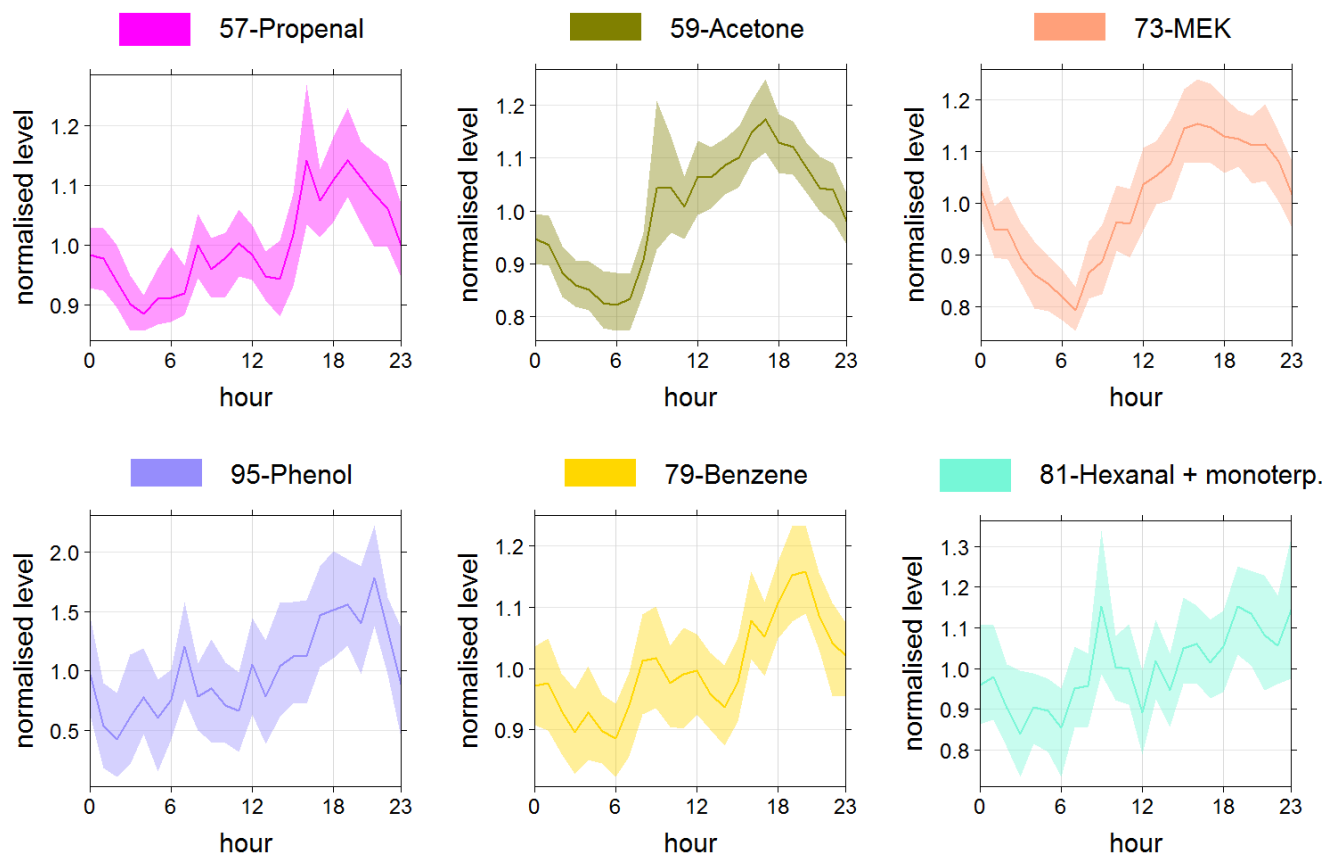 57-Propenal
59-Acetone
73-MEK
normalised level
1.2
1.1
1.0
0.9
0 6 12 18 23
hour
normalised level
1.2
1.1
1.0
0.9
0.8
0 6 12 18 23
hour
normalised level
1.2
1.1
1.0
0.9
0.8
0 6 12 18 23
hour
95-Phenol
79-Benzene
81-Hexanal + monoterp.
normalised level
2.0
1.5
1.0
0.5
0 6 12 18 23
hour
normalised level
1.2
1.1
1.0
0.9
0 6 12 18 23
hour
normalised level
1.3
1.2
1.1
1.0
0.9
0.8
0 6 12 18 23
hour